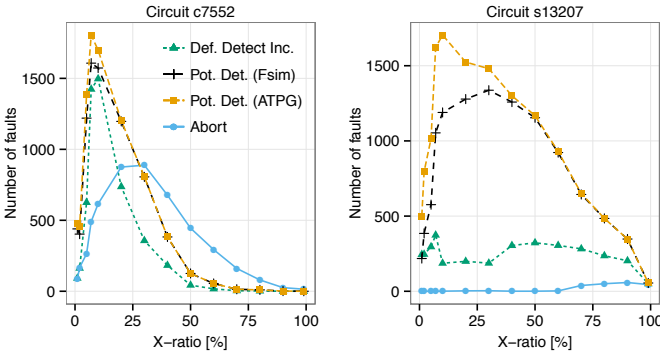 Circuit c7552
Number of faults
1500
1000
500
0
Def. Detect Inc.
Pot. Det. (Fsim)
Pot. Det. (ATPG)
Abort
0 25 50 75 100
X−ratio [%]
Circuit s13207
Number of faults
1500
1000
500
0
0 25 50 75 100
X−ratio [%]